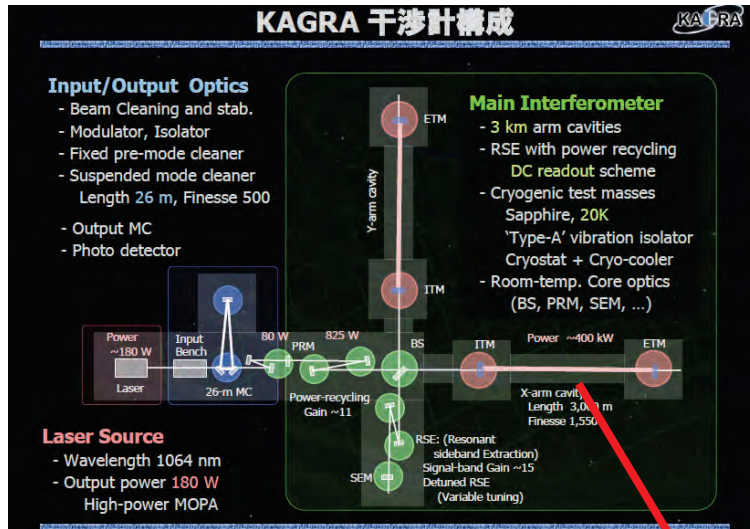 KAGRA 干渉計構成
KAGRA
Input/Output Optics
- Beam Cleaning and stab.
- Modulator, Isolator
- Fixed pre-mode cleaner
- Suspended mode cleaner
Length 26 m, Finesse 500
- Output MC
- Photo detector
Main Interferometer
- 3 km arm cavities
- RSE with power recycling
DC readout scheme
- Cryogenic test masses
Sapphire, 20K
'Type-A' vibration isolator
Cryostat + Cryo-cooler
- Room-temp. Core optics
(BS, PRM, SEM, ...)
ETM
Y-arm cavity
ITM
Power
~180 W
Laser
Input
Bench
26-m MC
80 W
PRM
825 W
BS
Power-recycling
Gain ~11
ITM
Power ~400 kW
ETM
X-arm cavity
Length 3,000 m
Finesse 1,550
RSE: (Resonant
sideband Extraction)
Signal-band Gain ~15
Detuned RSE
(Variable tuning)
SEM
Laser Source
- Wavelength 1064 nm
- Output power 180 W
High-power MOPA